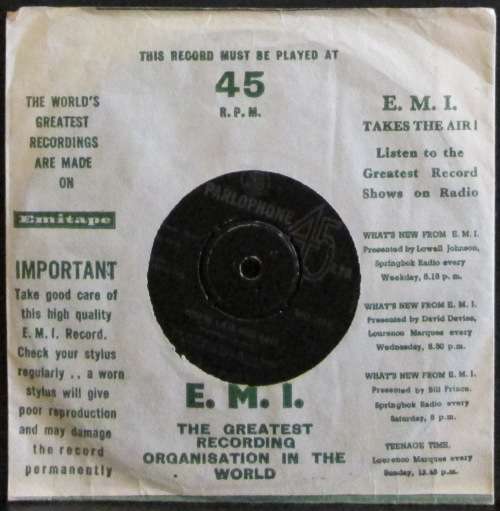 THIS RECORD MUST BE PLAYED AT
45
R.P.M.
THE WORLD'S
GREATEST
RECORDINGS
ARE MADE
ON
Emitape
IMPORTANT
Take good care of
this high quality
E.M.I. Record.
Check your stylus
regularly .. a worn
stylus will give
poor reproduction
and may damage
the record
permanently
PARLOPHONE
45
E. M. I.
THE GREATEST
RECORDING
ORGANISATION IN THE
WORLD
E. M. I.
TAKES THE AIR!
Listen to the
Greatest Record
Shows on Radio
WHAT'S NEW FROM E. M. I.
Presented by Lowell Johnson,
Springbok Radio every
Weekday, 5.15 p. m.
WHAT'S NEW FROM E. M. I.
Presented by David Davies,
Lourenco Marques every
Wednesday, 8.30 p.m.
WHAT'S NEW FROM E. M. I.
Presented by Bill Prince,
Springbok Radio every
Saturday, 5 p.m.
TEENAGE TIME,
Lourenco Marques every
Sunday, 12.45 p.m.